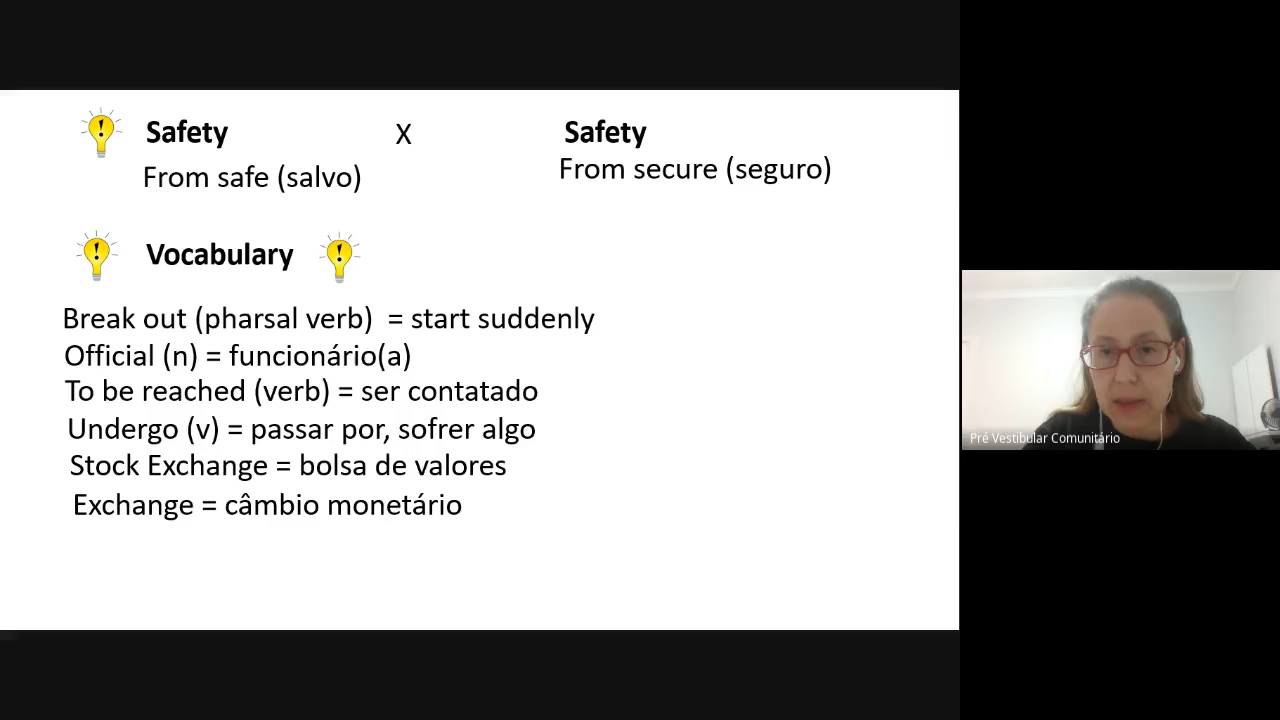 Safety X Safety
From safe (salvo) From secure (seguro)
Vocabulary
Break out (pharsal verb) = start suddenly
Official (n) = funcionário(a)
To be reached (verb) = ser contatado
Undergo (v) = passar por, sofrer algo
Stock Exchange = bolsa de valores
Exchange = câmbio monetário
Pré Vestibular Comunitário